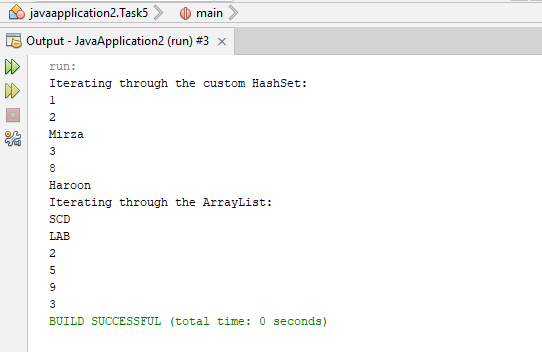 javaapplication2.Task5 main
Output - JavaApplication2 (run) #3
run:
Iterating through the custom HashSet:
1
2
Mirza
3
8
Haroon
Iterating through the ArrayList:
SCD
LAB
2
5
9
3
BUILD SUCCESSFUL (total time: 0 seconds)